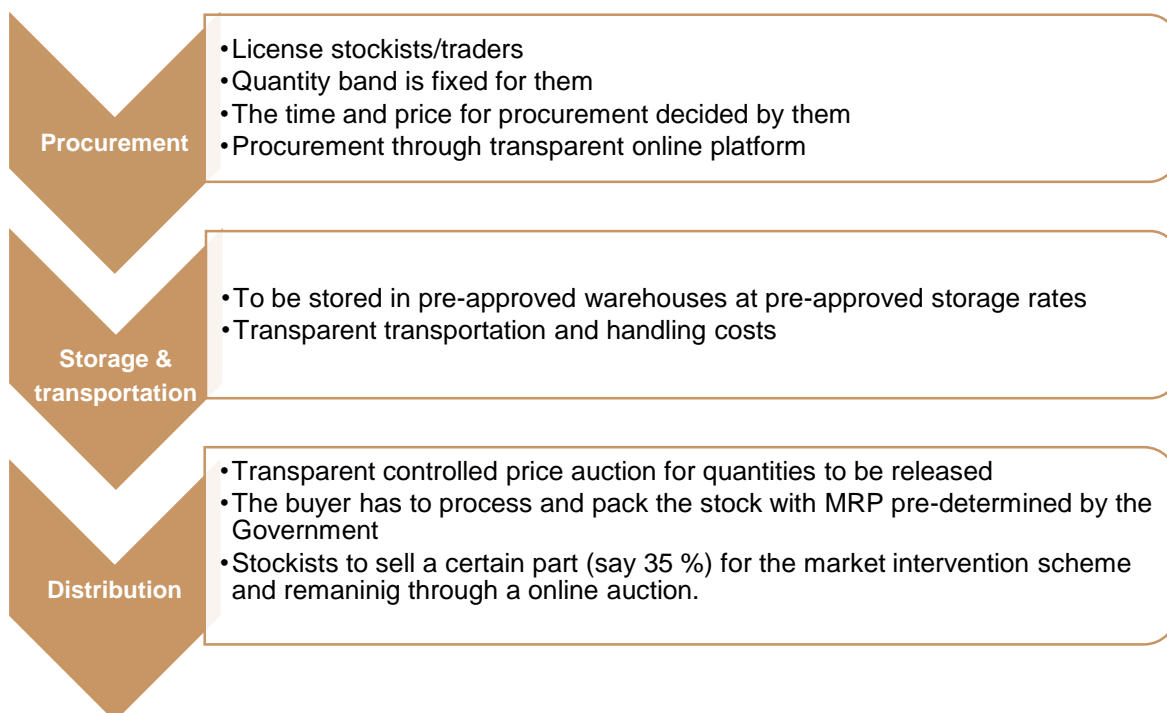 Procurement
•License stockists/traders
•Quantity band is fixed for them
•The time and price for procurement decided by them
•Procurement through transparent online platform
Storage &
transportation
•To be stored in pre-approved warehouses at pre-approved storage rates
•Transparent transportation and handling costs
Distribution
•Transparent controlled price auction for quantities to be released
•The buyer has to process and pack the stock with MRP pre-determined by the
Government
•Stockists to sell a certain part (say 35 %) for the market intervention scheme
and remaninig through a online auction.